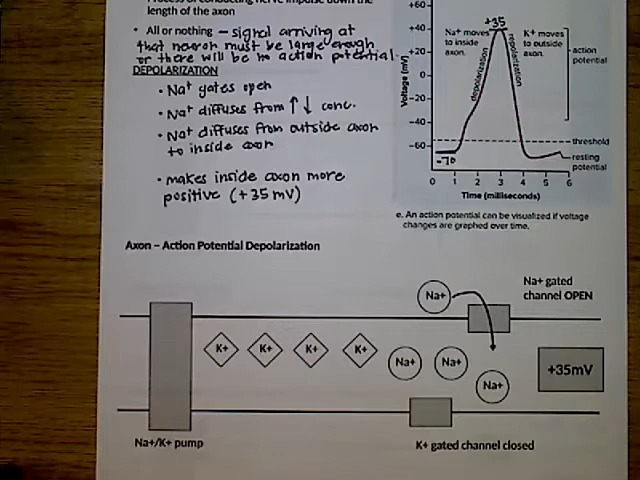 Process of conducting nerve impulse down the
length of the axon
• All or nothing – signal arriving at
that neuron must be large enough
or there will be no action potential.
DEPOLARIZATION
• Na+ gates open
• Na+ diffuses from ↑ ↓ conc.
• Na+ diffuses from outside axon
to inside axon
• makes inside axon more
positive (+35 mV)
+60
+40
+20
0
−20
−40
−60
Voltage (mV)
+35
Na+ moves
to inside
axon.
depolarization
repolarization
K+ moves
to outside
axon.
action
potential
threshold
resting
potential
-70
0 1 2 3 4 5 6
Time (milliseconds)
e. An action potential can be visualized if voltage
changes are graphed over time.
Axon – Action Potential Depolarization
Na+ gated
channel OPEN
Na+
K+ K+ K+ K+ Na+ Na+
Na+
+35mV
Na+/K+ pump
K+ gated channel closed